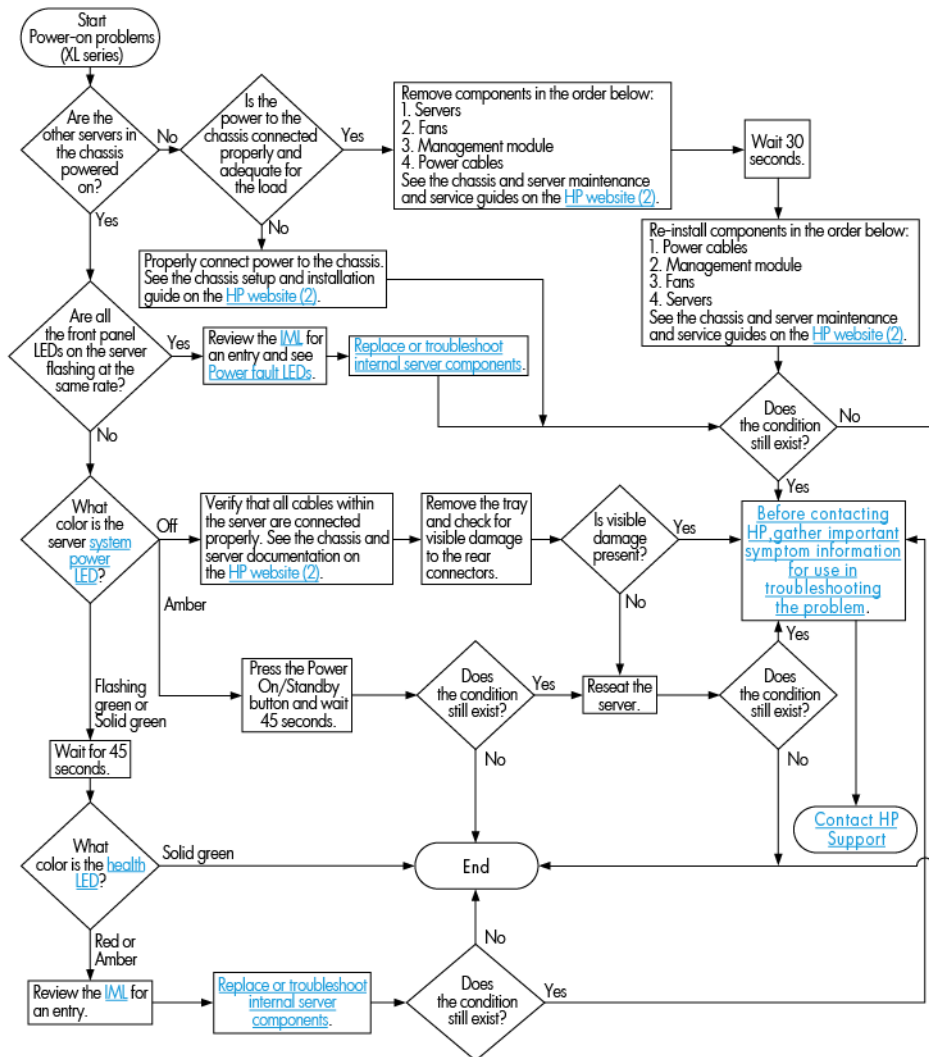 Start
Power-on problems
(XL series)
Are the
other servers in
the chassis
powered
on?
No
Yes
Is the
power to the
chassis connected
properly and
adequate for
the load
Yes
No
Remove components in the order below:
1. Servers
2. Fans
3. Management module
4. Power cables
See the chassis and server maintenance
and service guides on the HP website (2).
Wait 30
seconds.
Re-install components in the order below:
1. Power cables
2. Management module
3. Fans
4. Servers
See the chassis and server maintenance
and service guides on the HP website (2).
Properly connect power to the chassis.
See the chassis setup and installation
guide on the HP website (2).
Are all
the front panel
LEDs on the server
flashing at the
same rate?
Yes
No
Review the IML for
an entry and see
Power fault LEDs.
Replace or troubleshoot
internal server components.
Does
the condition
still exist?
No
Yes
What
color is the
server system
power
LED?
Off
Amber
Flashing
green or
Solid green
Verify that all cables within
the server are connected
properly. See the chassis and
server documentation on
the HP website (2).
Remove the tray
and check for
visible damage
to the rear
connectors.
Is visible
damage
present?
Yes
No
Before contacting
HP,gather important
symptom information
for use in
troubleshooting
the problem.
Press the Power
On/Standby
button and wait
45 seconds.
Does
the condition
still exist?
Yes
No
Reseat the
server.
Does
the condition
still exist?
Yes
No
Contact HP
Support
Wait for 45
seconds.
What
color is the health
LED?
Solid green
Red or
Amber
End
Review the IML for
an entry.
Replace or troubleshoot
internal server
components.
Does
the condition
still exist?
No
Yes